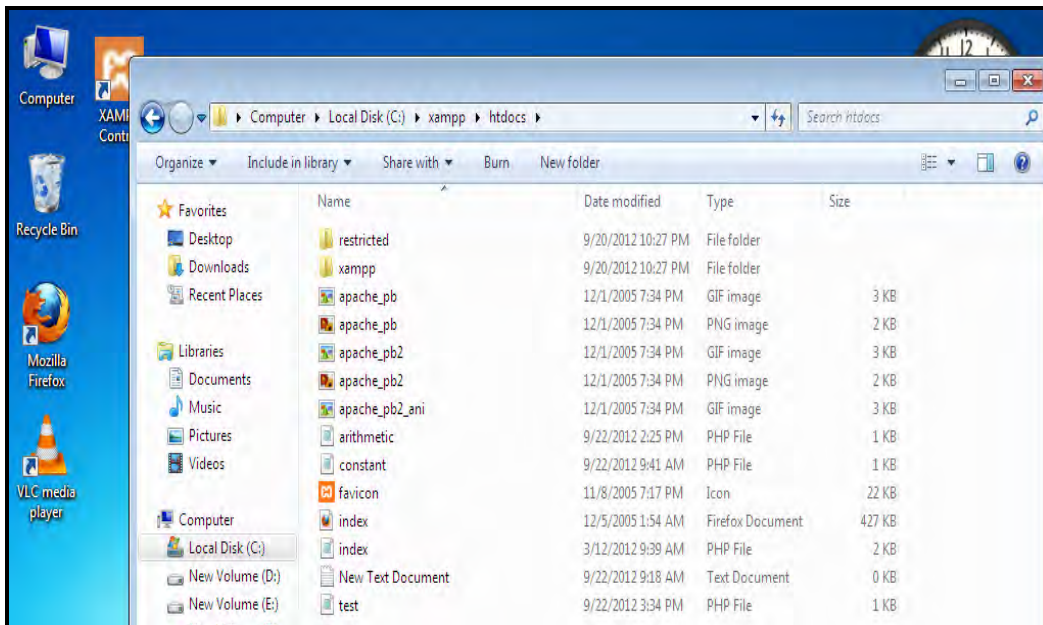 Computer
XAMP
Contr
Recycle Bin
Mozilla
Firefox
VLC media
player
12
Computer Local Disk (C:) xampp htdocs
Search htdocs
Organize Include in library Share with Burn New folder
Favorites
Desktop
Downloads
Recent Places
Libraries
Documents
Music
Pictures
Videos
Computer
Local Disk (C:)
New Volume (D:)
New Volume (E:)
Name Date modified Type Size
restricted 9/20/2012 10:27 PM File folder
xampp 9/20/2012 10:27 PM File folder
apache_pb 12/1/2005 7:34 PM GIF image 3 KB
apache_pb 12/1/2005 7:34 PM PNG image 2 KB
apache_pb2 12/1/2005 7:34 PM GIF image 3 KB
apache_pb2 12/1/2005 7:34 PM PNG image 2 KB
apache_pb2_ani 12/1/2005 7:34 PM GIF image 3 KB
arithmetic 9/22/2012 2:25 PM PHP File 1 KB
constant 9/22/2012 9:41 AM PHP File 1 KB
favicon 11/8/2005 7:17 PM Icon 22 KB
index 12/5/2005 1:54 AM Firefox Document 427 KB
index 3/12/2012 9:39 AM PHP File 2 KB
New Text Document 9/22/2012 9:18 AM Text Document 0 KB
test 9/22/2012 3:34 PM PHP File 1 KB